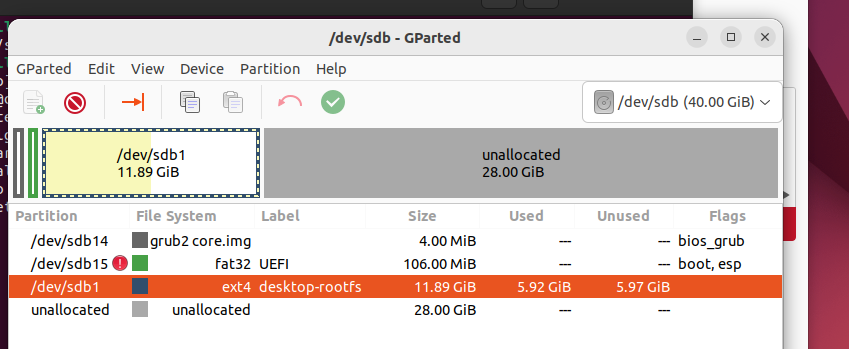 /dev/sdb - GParted
GParted Edit View Device Partition Help
/dev/sdb (40.00 GiB)
/dev/sdb1
11.89 GiB
unallocated
28.00 GiB
Partition File System Label Size Used Unused Flags
/dev/sdb14 grub2 core.img 4.00 MiB --- --- bios_grub
/dev/sdb15 fat32 UEFI 106.00 MiB --- --- boot, esp
/dev/sdb1 ext4 desktop-rootfs 11.89 GiB 5.92 GiB 5.97 GiB
unallocated unallocated 28.00 GiB --- ---